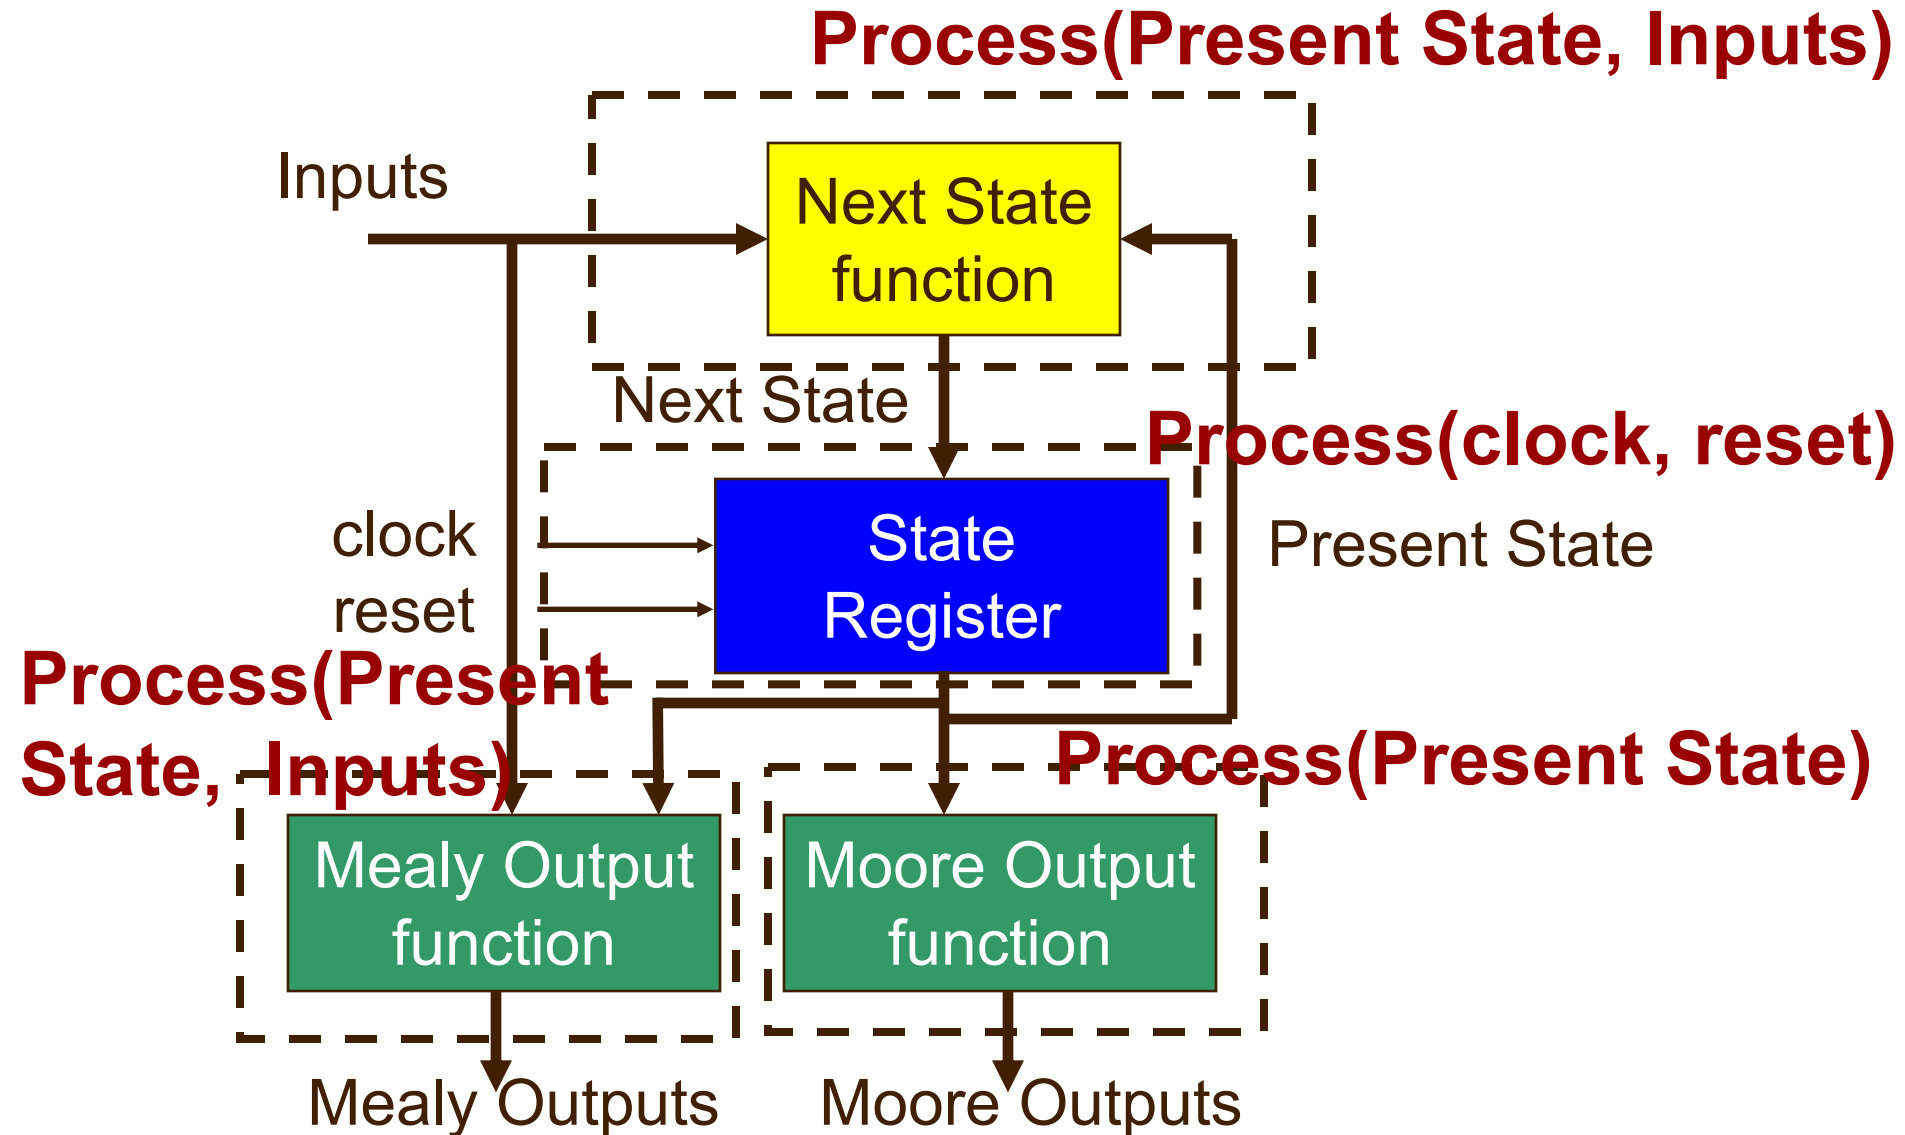 Process(Present State, Inputs)
Inputs
Next State
function
Next State
Process(clock, reset)
clock
reset
State
Register
Present State
Process(Present
State, Inputs)
Process(Present State)
Mealy Output
function
Moore Output
function
Mealy Outputs
Moore Outputs